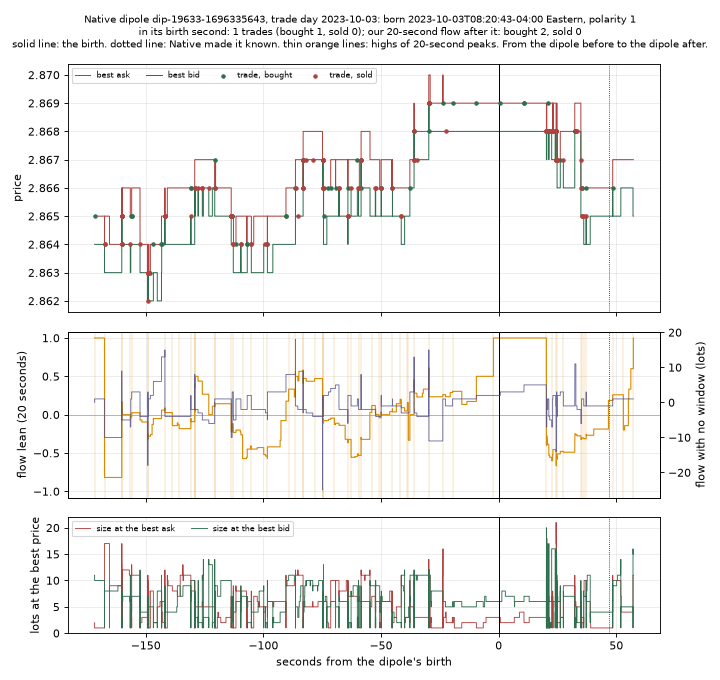 Native dipole dip-19633-1696335643, trade day 2023-10-03: born 2023-10-03T08:20:43-04:00 Eastern, polarity 1
in its birth second: 1 trades (bought 1, sold 0); our 20-second flow after it: bought 2, sold 0
solid line: the birth. dotted line: Native made it known. thin orange lines: highs of 20-second peaks. From the dipole before to the dipole after.
best ask
best bid
trade, bought
trade, sold
2.870
2.869
2.868
2.867
2.866
2.865
2.864
2.863
2.862
price
1.0
0.5
0.0
−0.5
−1.0
flow lean (20 seconds)
20
10
0
−10
−20
flow with no window (lots)
size at the best ask
size at the best bid
20
15
10
5
0
lots at the best price
−150
−100
−50
0
50
seconds from the dipole's birth